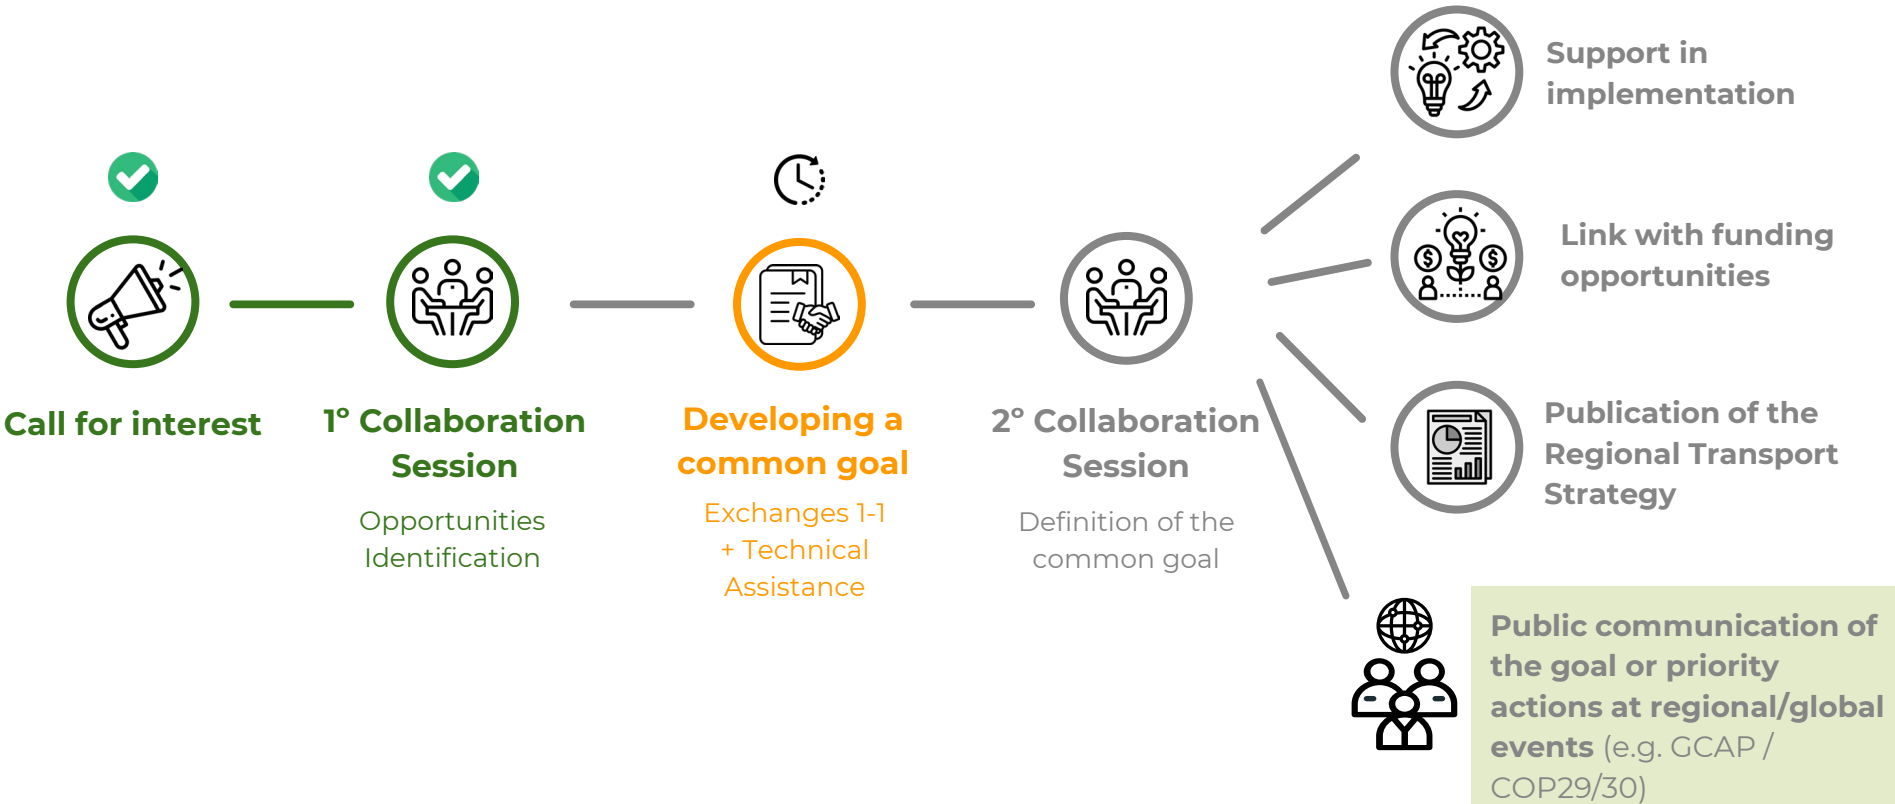 Call for interest
1º Collaboration
Session
Opportunities
Identification
Developing a
common goal
Exchanges 1-1
+ Technical
Assistance
2º Collaboration
Session
Definition of the
common goal
Support in
implementation
Link with funding
opportunities
Publication of the
Regional Transport
Strategy
Public communication of
the goal or priority
actions at regional/global
events (e.g. GCAP /
COP29/30)